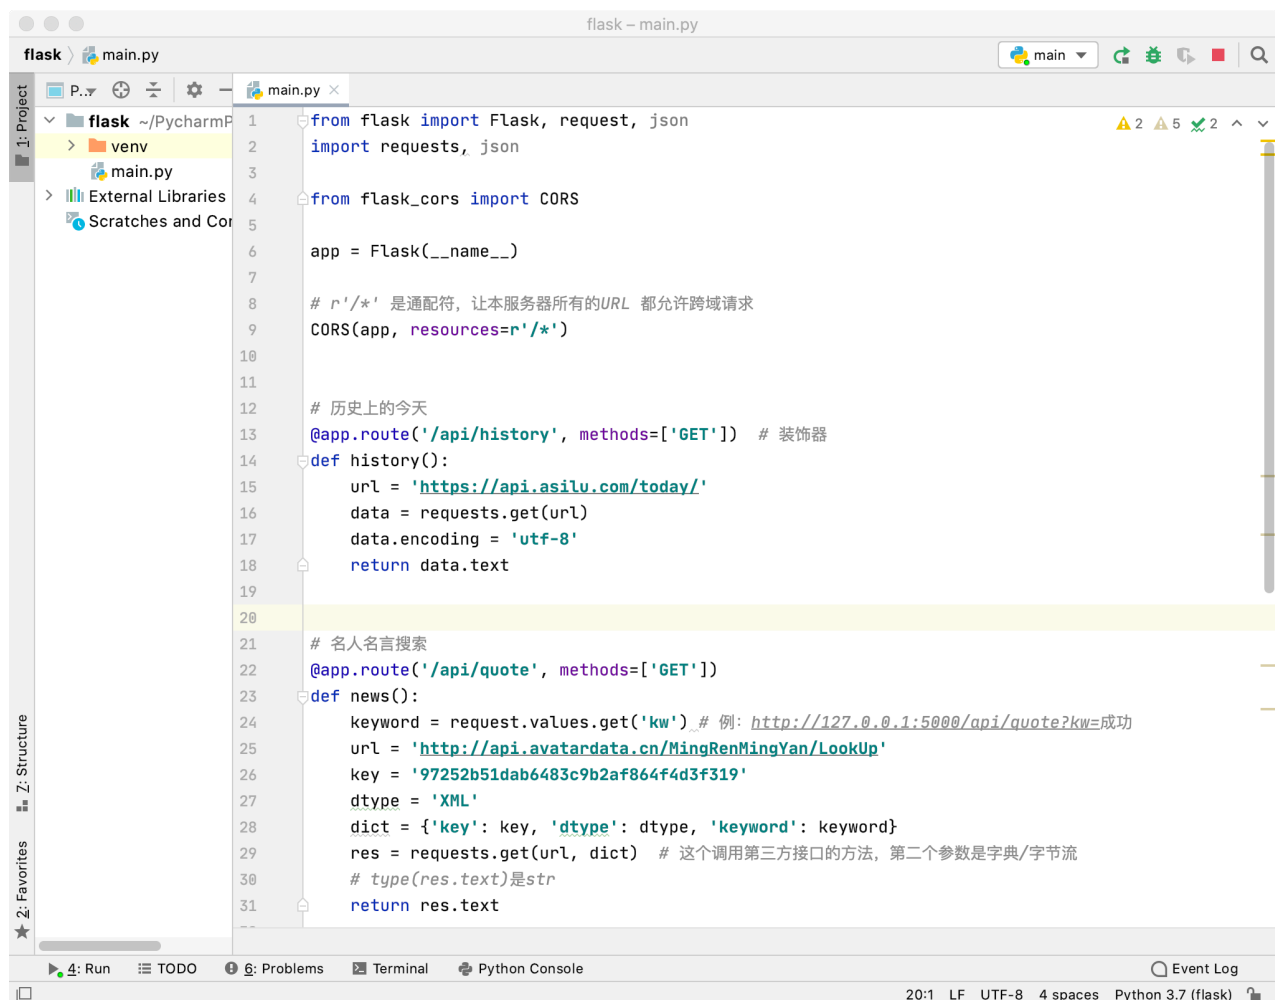 flask – main.py
flask main.py
main
1: Project
P..
main.py
2 5 2
flask ~/PycharmP
venv
main.py
External Libraries
Scratches and Cor
1 from flask import Flask, request, json
2 import requests, json
3
4 from flask_cors import CORS
5
6 app = Flask(__name__)
7
8 # r'/*' 是通配符，让本服务器所有的URL 都允许跨域请求
9 CORS(app, resources=r'/*')
10
11
12 # 历史上的今天
13 @app.route('/api/history', methods=['GET']) # 装饰器
14 def history():
15 url = 'https://api.asilu.com/today/'
16 data = requests.get(url)
17 data.encoding = 'utf-8'
18 return data.text
19
20
21 # 名人名言搜索
22 @app.route('/api/quote', methods=['GET'])
23 def news():
24 keyword = request.values.get('kw') # 例：http://127.0.0.1:5000/api/quote?kw=成功
25 url = 'http://api.avatardata.cn/MingRenMingYan/LookUp'
26 key = '97252b51dab6483c9b2af864f4d3f319'
27 dtype = 'XML'
28 dict = {'key': key, 'dtype': dtype, 'keyword': keyword}
29 res = requests.get(url, dict) # 这个调用第三方接口的方法，第二个参数是字典/字节流
30 # type(res.text)是str
31 return res.text
Z: Structure
2: Favorites
4: Run TODO 6: Problems Terminal Python Console Event Log
20:1 LF UTF-8 4 spaces Python 3.7 (flask)